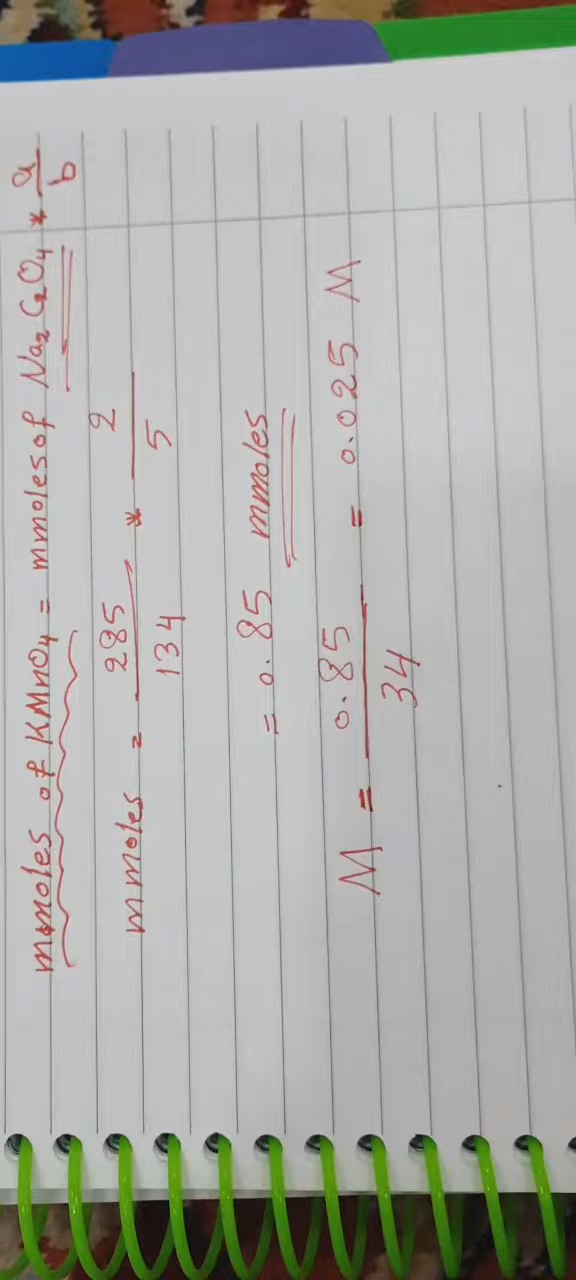 mmoles of KMnO₄ = mmoles of Na₂C₂O₄ * a/b
mmoles = 285/134 * 2/5
= 0.85 mmoles
M = 0.85/34 = 0.025 M